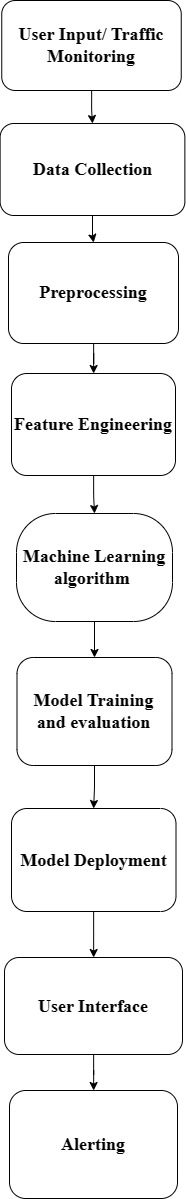 User Input/ Traffic
Monitoring
Data Collection
Preprocessing
Feature Engineering
Machine Learning
algorithm
Model Training
and evaluation
Model Deployment
User Interface
Alerting